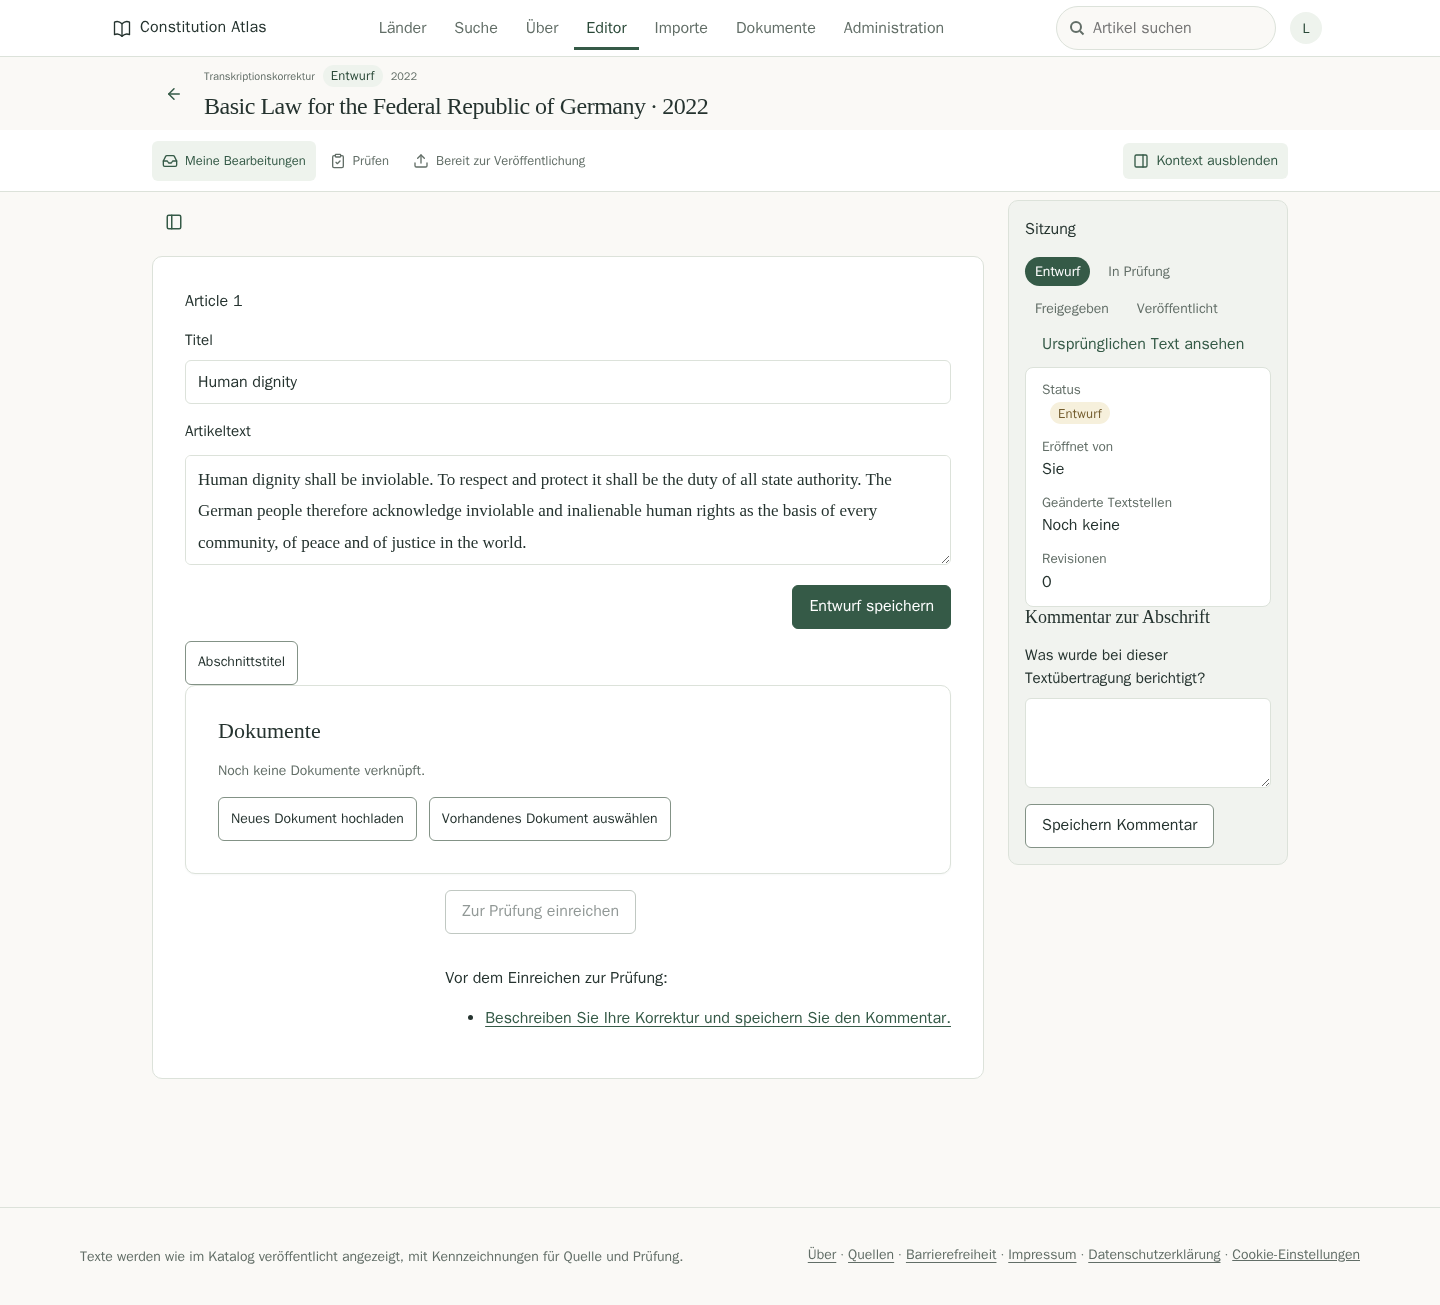 Constitution Atlas
Länder
Suche
Über
Editor
Importe
Dokumente
Administration
Artikel suchen
L
Transkriptionskorrektur
Entwurf
2022
Basic Law for the Federal Republic of Germany · 2022
Meine Bearbeitungen
Prüfen
Bereit zur Veröffentlichung
Kontext ausblenden
Article 1
Titel
Human dignity
Artikeltext
Human dignity shall be inviolable. To respect and protect it shall be the duty of all state authority. The
German people therefore acknowledge inviolable and inalienable human rights as the basis of every
community, of peace and of justice in the world.
Entwurf speichern
Abschnittstitel
Dokumente
Noch keine Dokumente verknüpft.
Neues Dokument hochladen
Vorhandenes Dokument auswählen
Zur Prüfung einreichen
Vor dem Einreichen zur Prüfung:
Beschreiben Sie Ihre Korrektur und speichern Sie den Kommentar.
Sitzung
Entwurf
In Prüfung
Freigegeben
Veröffentlicht
Ursprünglichen Text ansehen
Status
Entwurf
Eröffnet von
Sie
Geänderte Textstellen
Noch keine
Revisionen
0
Kommentar zur Abschrift
Was wurde bei dieser
Textübertragung berichtigt?
Speichern Kommentar
Texte werden wie im Katalog veröffentlicht angezeigt, mit Kennzeichnungen für Quelle und Prüfung.
Über · Quellen · Barrierefreiheit · Impressum · Datenschutzerklärung · Cookie-Einstellungen